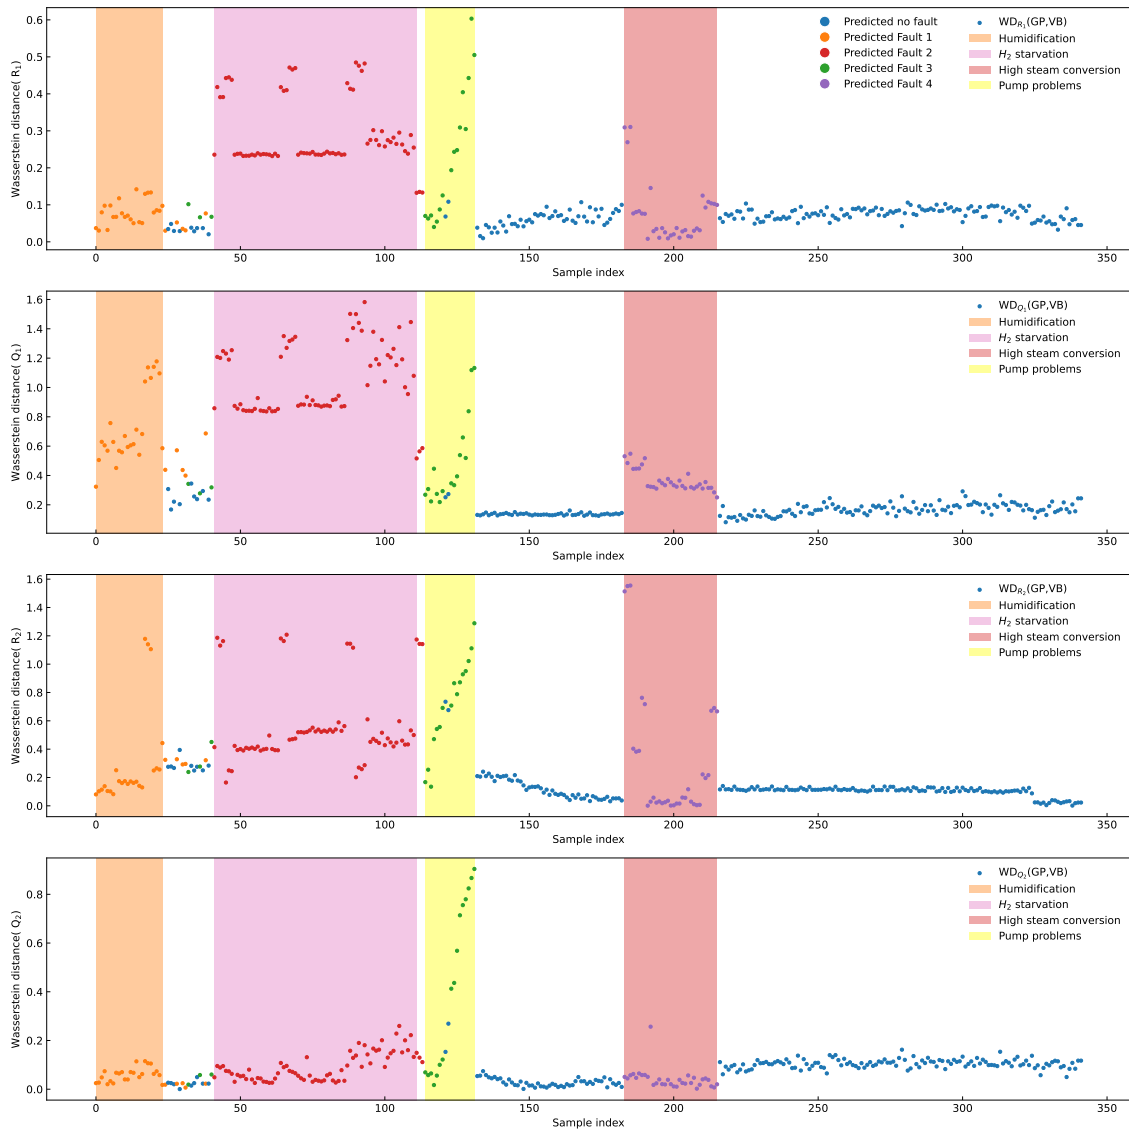 Wasserstein distance( R1)
0.6
0.5
0.4
0.3
0.2
0.1
0.0
Predicted no fault
Predicted Fault 1
Predicted Fault 2
Predicted Fault 3
Predicted Fault 4
WDR1(GP,VB)
Humidification
H2 starvation
High steam conversion
Pump problems
0 50 100 150 200 250 300 350
Sample index
Wasserstein distance( Q1)
1.6
1.4
1.2
1.0
0.8
0.6
0.4
0.2
WDQ1(GP,VB)
Humidification
H2 starvation
High steam conversion
Pump problems
0 50 100 150 200 250 300 350
Sample index
Wasserstein distance( R2)
1.6
1.4
1.2
1.0
0.8
0.6
0.4
0.2
0.0
WDR2(GP,VB)
Humidification
H2 starvation
High steam conversion
Pump problems
0 50 100 150 200 250 300 350
Sample index
Wasserstein distance( Q2)
0.8
0.6
0.4
0.2
0.0
WDQ2(GP,VB)
Humidification
H2 starvation
High steam conversion
Pump problems
0 50 100 150 200 250 300 350
Sample index